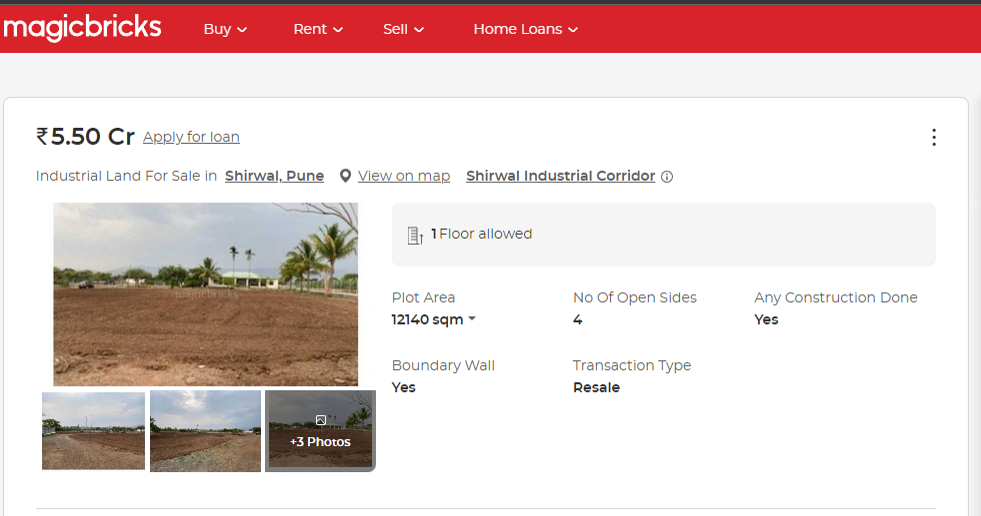 magicbricks
Buy Rent Sell Home Loans
₹5.50 Cr Apply for loan
Industrial Land For Sale in Shirwal, Pune View on map Shirwal Industrial Corridor
1 Floor allowed
magicbricks
Plot Area
12140 sqm
No Of Open Sides
4
Any Construction Done
Yes
Boundary Wall
Yes
Transaction Type
Resale
+3 Photos